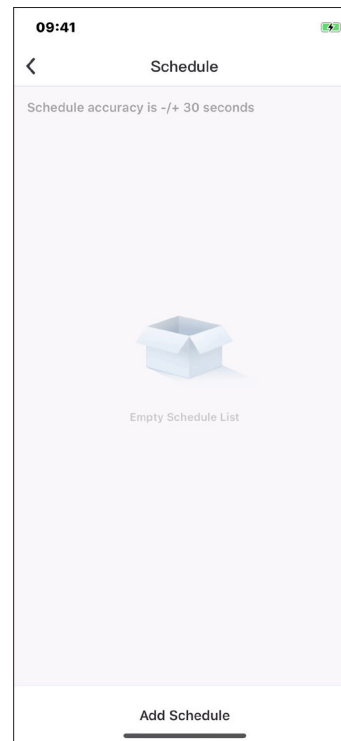 09:41
Schedule
Schedule accuracy is -/+ 30 seconds
Empty Schedule List
Add Schedule